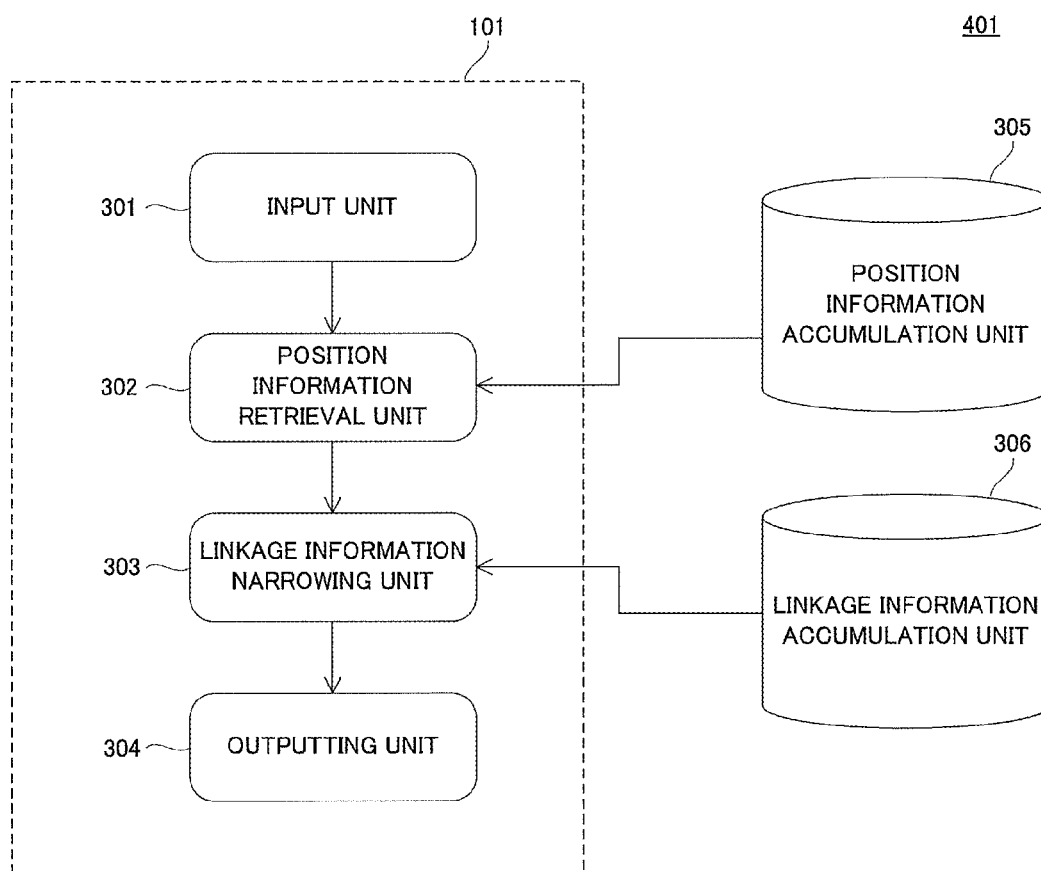 101
401
301
INPUT UNIT
305
POSITION
INFORMATION
ACCUMULATION UNIT
302
POSITION
INFORMATION
RETRIEVAL UNIT
306
303
LINKAGE INFORMATION
NARROWING UNIT
LINKAGE INFORMATION
ACCUMULATION UNIT
304
OUTPUTTING UNIT